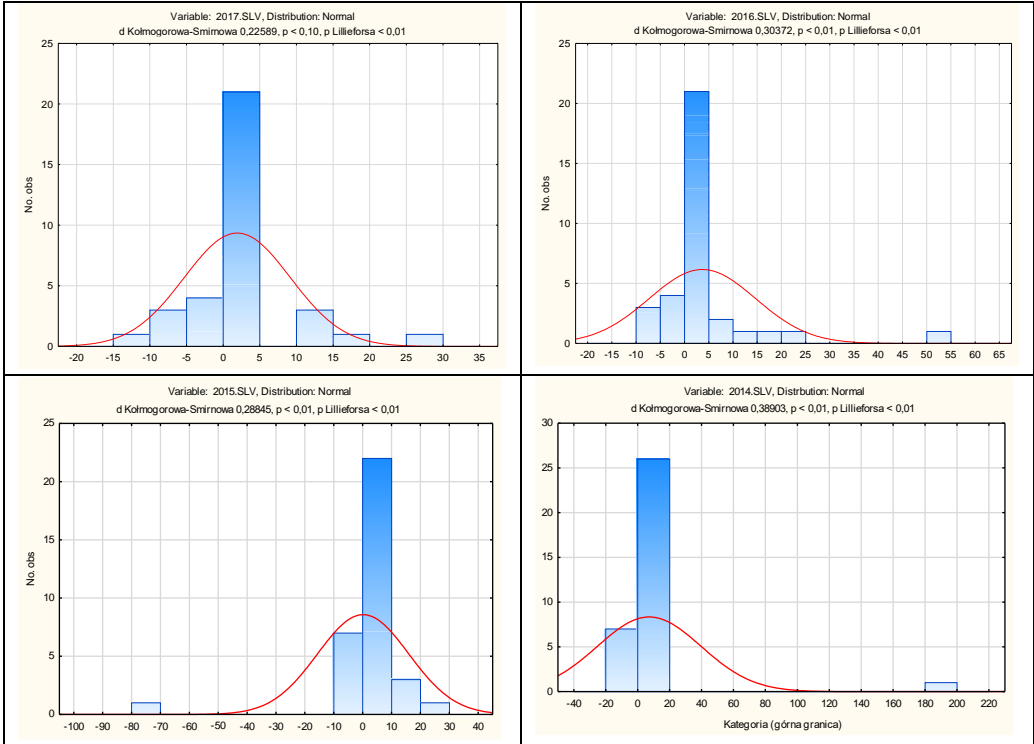 Variable: 2017.SLV, Distribution: Normal
d Kołmogorowa-Smirnowa 0,22589, p < 0,10, p Lillieforsa < 0,01
25
20
15
10
5
0
No. obs
-20 -15 -10 -5 0 5 10 15 20 25 30 35
Variable: 2016.SLV, Distribution: Normal
d Kołmogorowa-Smirnowa 0,30372, p < 0,01, p Lillieforsa < 0,01
25
20
15
10
5
0
No. obs
-20 -15 -10 -5 0 5 10 15 20 25 30 35 40 45 50 55 60 65
Variable: 2015.SLV, Distribution: Normal
d Kołmogorowa-Smirnowa 0,28845, p < 0,01, p Lillieforsa < 0,01
25
20
15
10
5
0
No. obs
-100 -90 -80 -70 -60 -50 -40 -30 -20 -10 0 10 20 30 40
Variable: 2014.SLV, Distrbution: Normal
d Kołmogorowa-Smirnowa 0,38903, p < 0,01, p Lillieforsa < 0,01
30
25
20
15
10
5
0
-40 -20 0 20 40 60 80 100 120 140 160 180 200 220
Kategoria (górna granica)